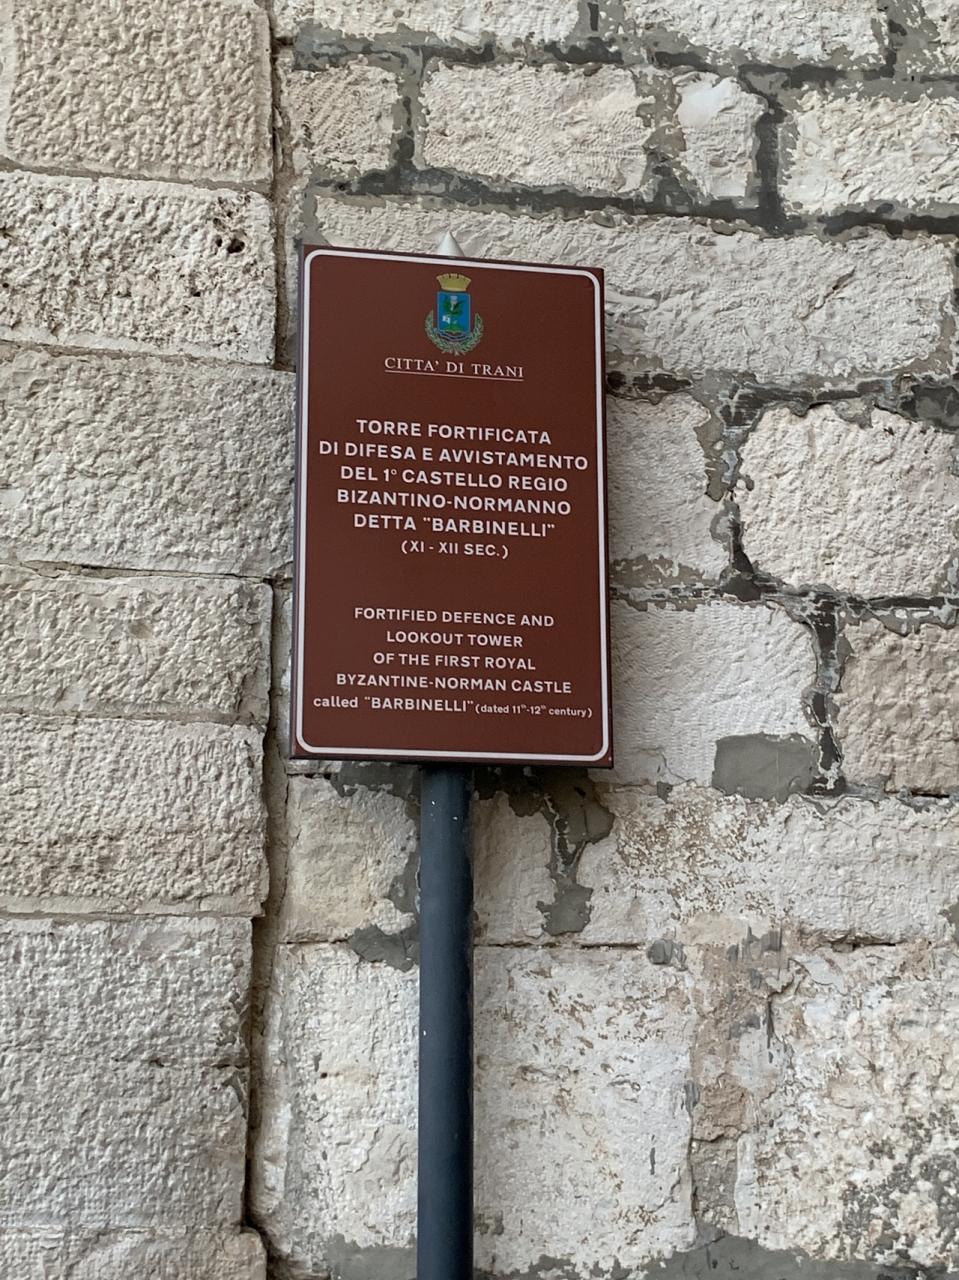 CITTA' DI TRANI
TORRE FORTIFICATA
DI DIFESA E AVVISTAMENTO
DEL 1° CASTELLO REGIO
BIZANTINO-NORMANNO
DETTA "BARBINELLI"
(XI - XII SEC.)
FORTIFIED DEFENCE AND
LOOKOUT TOWER
OF THE FIRST ROYAL
BYZANTINE-NORMAN CASTLE
called "BARBINELLI" (dated 11th-12th century)